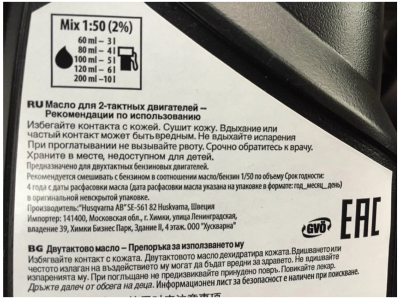 Mix 1:50 (2%)
60 ml – 3 l
80 ml – 4 l
100 ml – 5 l
120 ml – 6 l
200 ml – 10 l
RU Масло для 2-тактных двигателей –
Рекомендации по использованию
Избегайте контакта с кожей. Сушит кожу. Вдыхание или
частый контакт может быть вредным. Не вдыхайте испарения
При проглатывании не вызывайте рвоту. Срочно обратитесь к врачу.
Храните в месте, недоступном для детей.
Предназначено для двухтактных бензиновых двигателей.
Рекомендуется смешивать с бензином в соотношении масло/бензин 1/50 по объему Срок годности:
4 года с даты расфасовки масла (дата расфасовки масла указана на упаковке в формате: год_месяц_день)
в оригинальной невскрытой упаковке.
Производитель:"Husqvarna AB"SE-561 82 Huskvarna, Швеция
Импортер: 141400, Московская обл., г. Химки, улица Ленинградская,
владение 39, Химки Бизнес Парк, Здание II, 4 этаж, ООО "Хускварна"
GVÖ
EAC
BG Двутактово масло – Препоръка за използването му
Избягвайте контакт с кожата. Двутактовото масло дехидратира кожата. Вдишването или
честото излаган на въздействието му могат да бъдат вредни за здравето. Не вдишвайте
изпаренията му. При поглъщане не предизвиквайте принудено повръ. Повикайте лекар.
Дръжте далеч от обсега на деца. Информационен лист за безопасност е наличен при поискване.